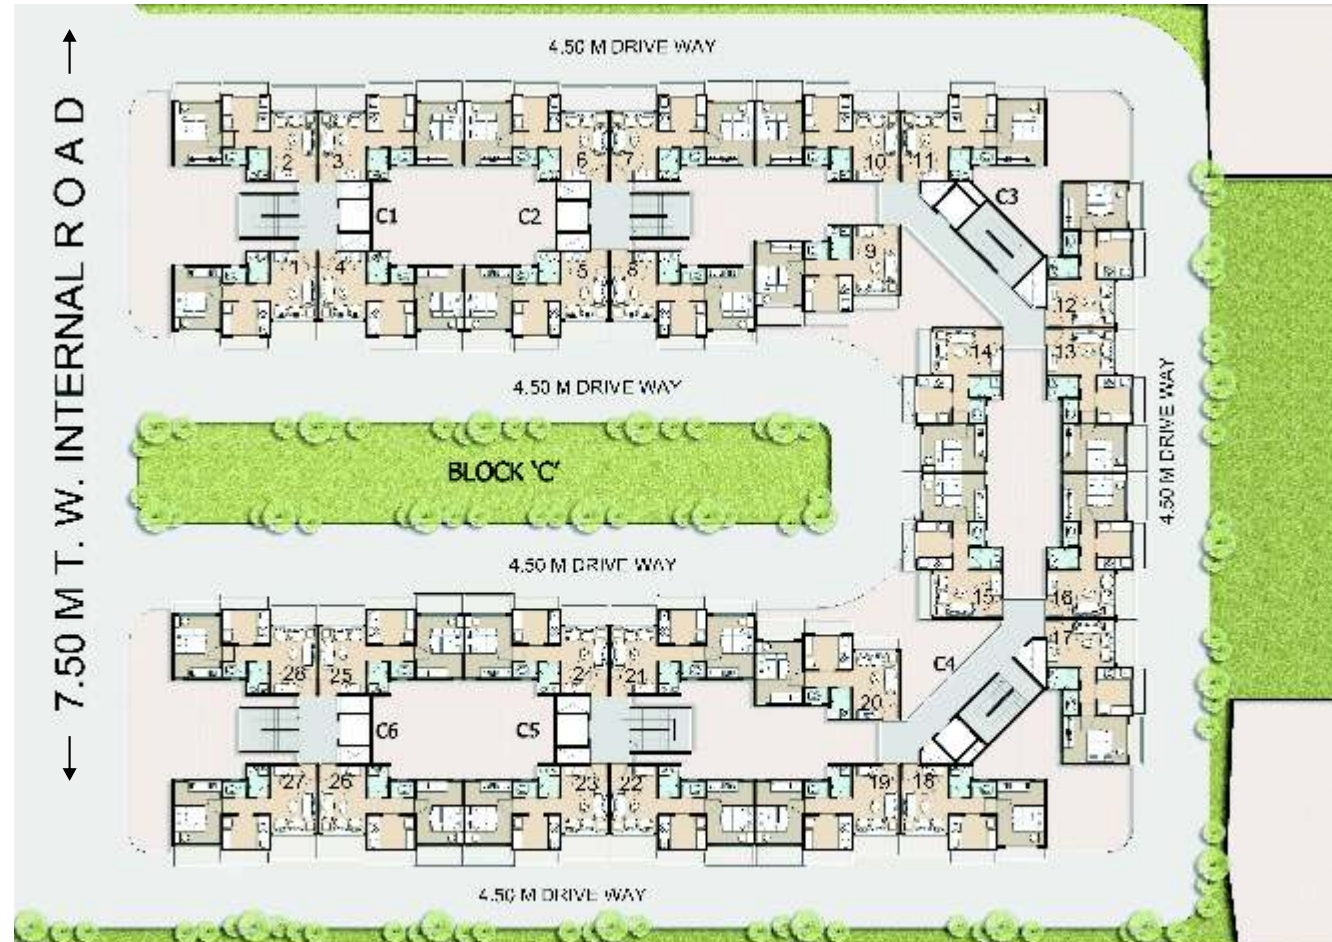 4.50 M DRIVE WAY
7.50 M T. W. INTERNAL R O A D
2 3 6 7 10 11
C1 C2 C3
1 4 5 8 9 12
14 13
4.50 M DRIVE WAY
4.50 M DRIVE WAY
BLOCK 'C'
4.50 M DRIVE WAY
15 16
17
28 25 24 21 20
C4
C6 C5
27 26 23 22 19 18
4.50 M DRIVE WAY